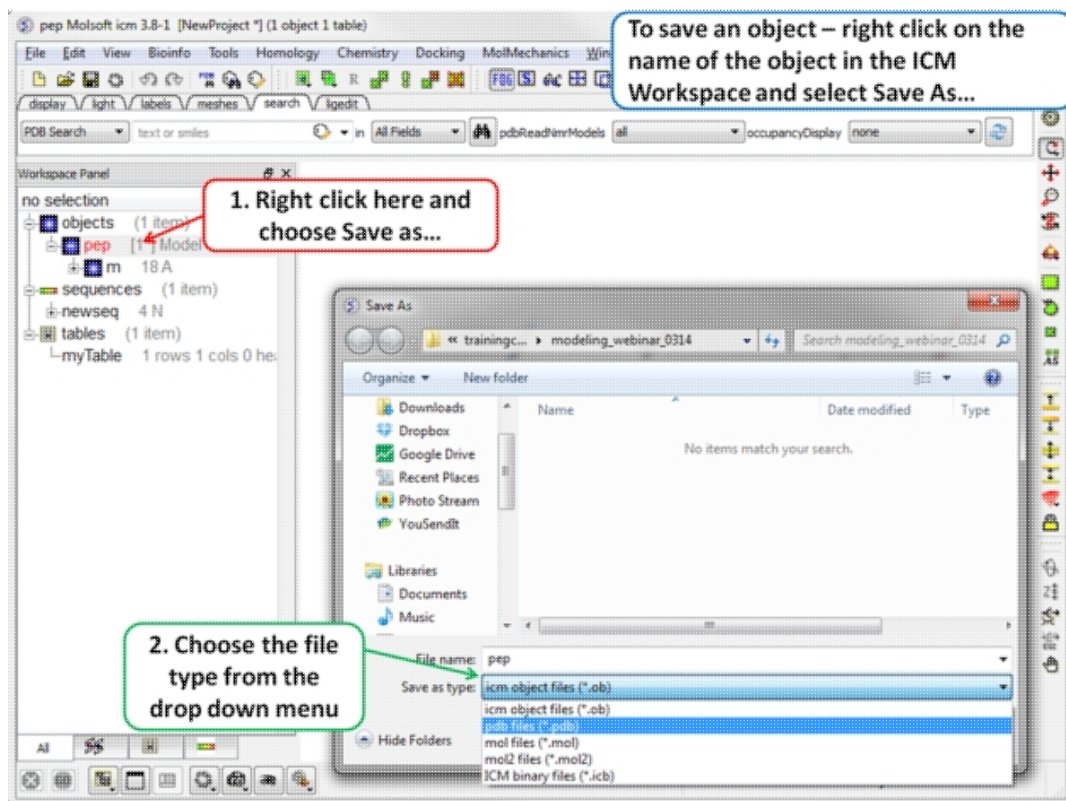 pep Molsoft icm 3.8-1 [NewProject *] (1 object 1 table)
To save an object – right click on the
name of the object in the ICM
Workspace and select Save As...
File Edit View Bioinfo Tools Homology Chemistry Docking MolMechanics
display light labels meshes search ligedit
PDB Search text or smiles in All Fields pdbReadNmrModels all occupancyDisplay none
Workspace Panel
no selection
objects (1 item)
pep [1*] Model
m 18 A
sequences (1 item)
newseq 4 N
tables (1 item)
myTable 1 rows 1 cols 0 he
1. Right click here and
choose Save as...
Save As
« trainingc... modeling_webinar_0314 Search modeling_webinar_0314
Organize New folder
Downloads
Dropbox
Google Drive
Recent Places
Photo Stream
YouSendIt
Libraries
Documents
Music
Name Date modified Type
No items match your search.
2. Choose the file
type from the
drop down menu
File name: pep
Save as type: icm object files (*.ob)
icm object files (*.ob)
pdb files (*.pdb)
mol files (*.mol)
mol2 files (*.mol2)
ICM binary files (*.icb)
Hide Folders
All